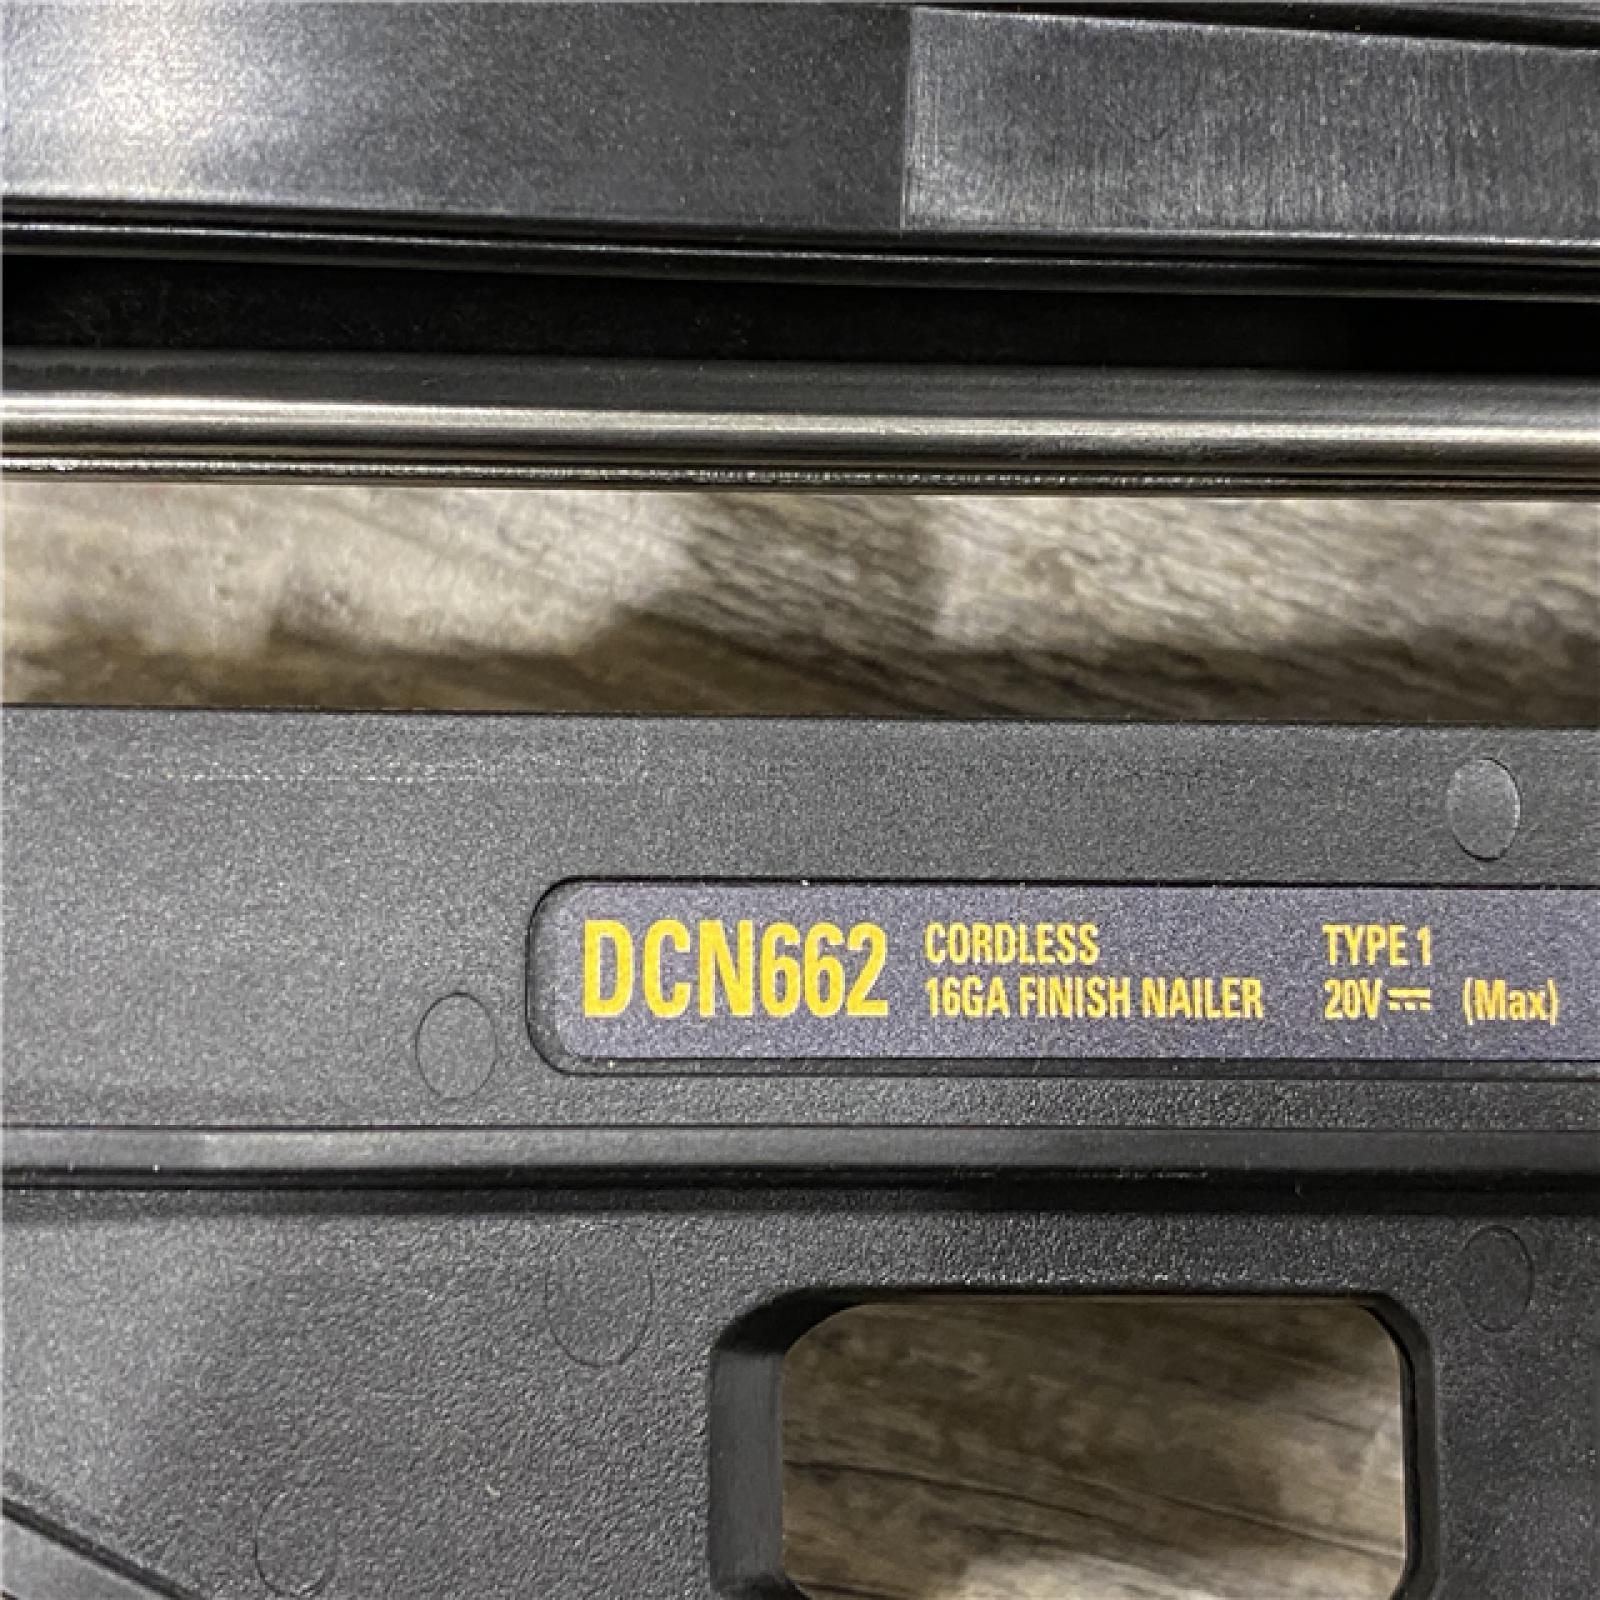 DCN662
CORDLESS
16GA FINISH NAILER
TYPE 1
20V⎓ (Max)